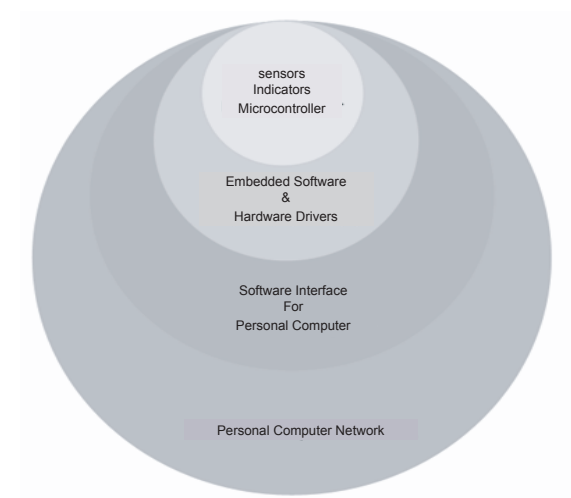 sensors
Indicators
Microcontroller
Embedded Software
&
Hardware Drivers
Software Interface
For
Personal Computer
Personal Computer Network